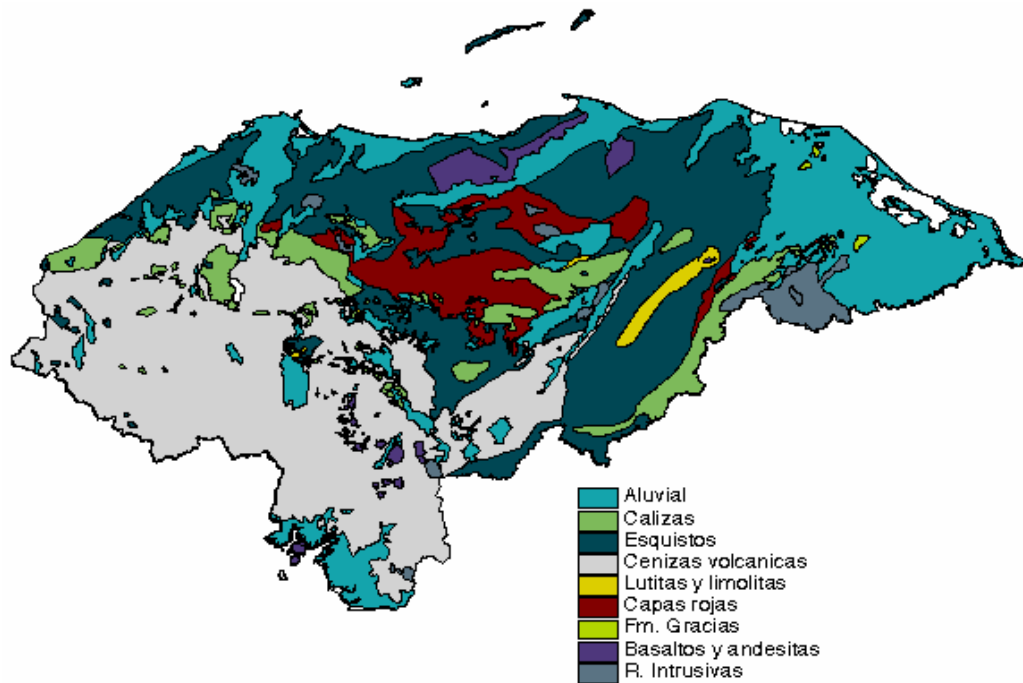 Aluvial
Calizas
Esquistos
Cenizas volcanicas
Lutitas y limolitas
Capas rojas
Fm. Gracias
Basaltos y andesitas
R. Intrusivas